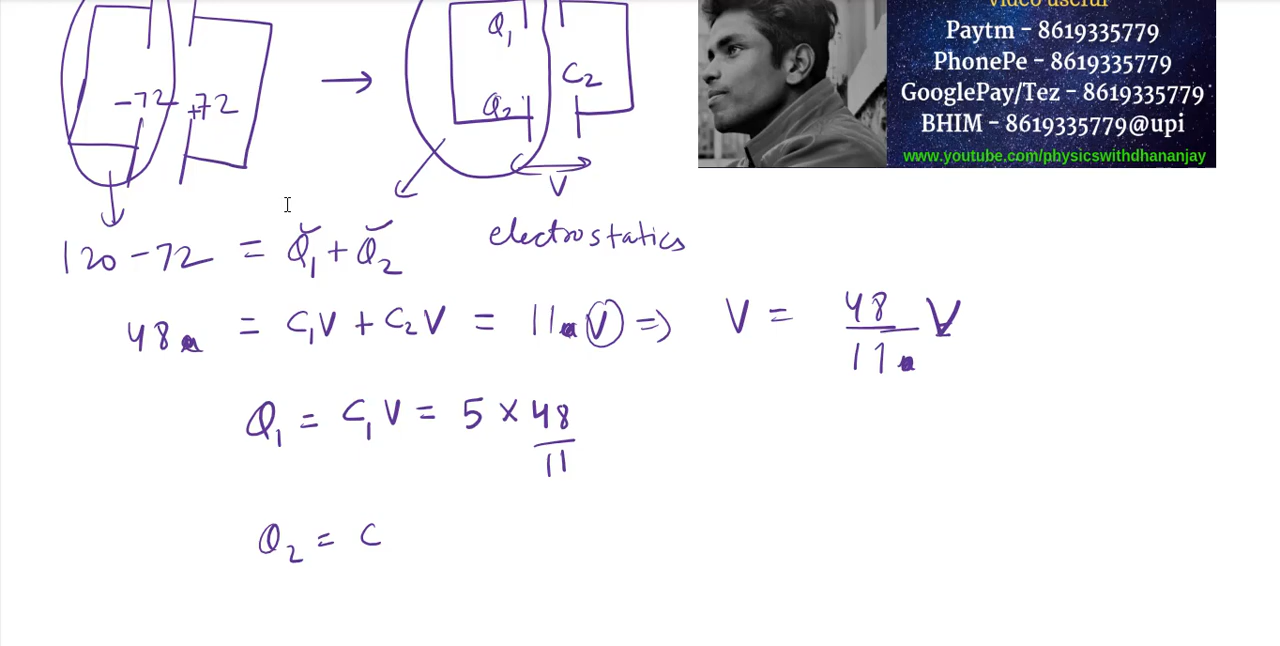 video useful
Paytm - 8619335779
PhonePe - 8619335779
GooglePay/Tez - 8619335779
BHIM - 8619335779@upi
www.youtube.com/physicswithdhananjay
Q1
-72 +72
Q2
C2
V
electrostatics
120 - 72 = Q1 + Q2
48 = C1V + C2V = 11 V ⇒ V = 48/11 V
Q1 = C1V = 5 × 48/11
Q2 = C